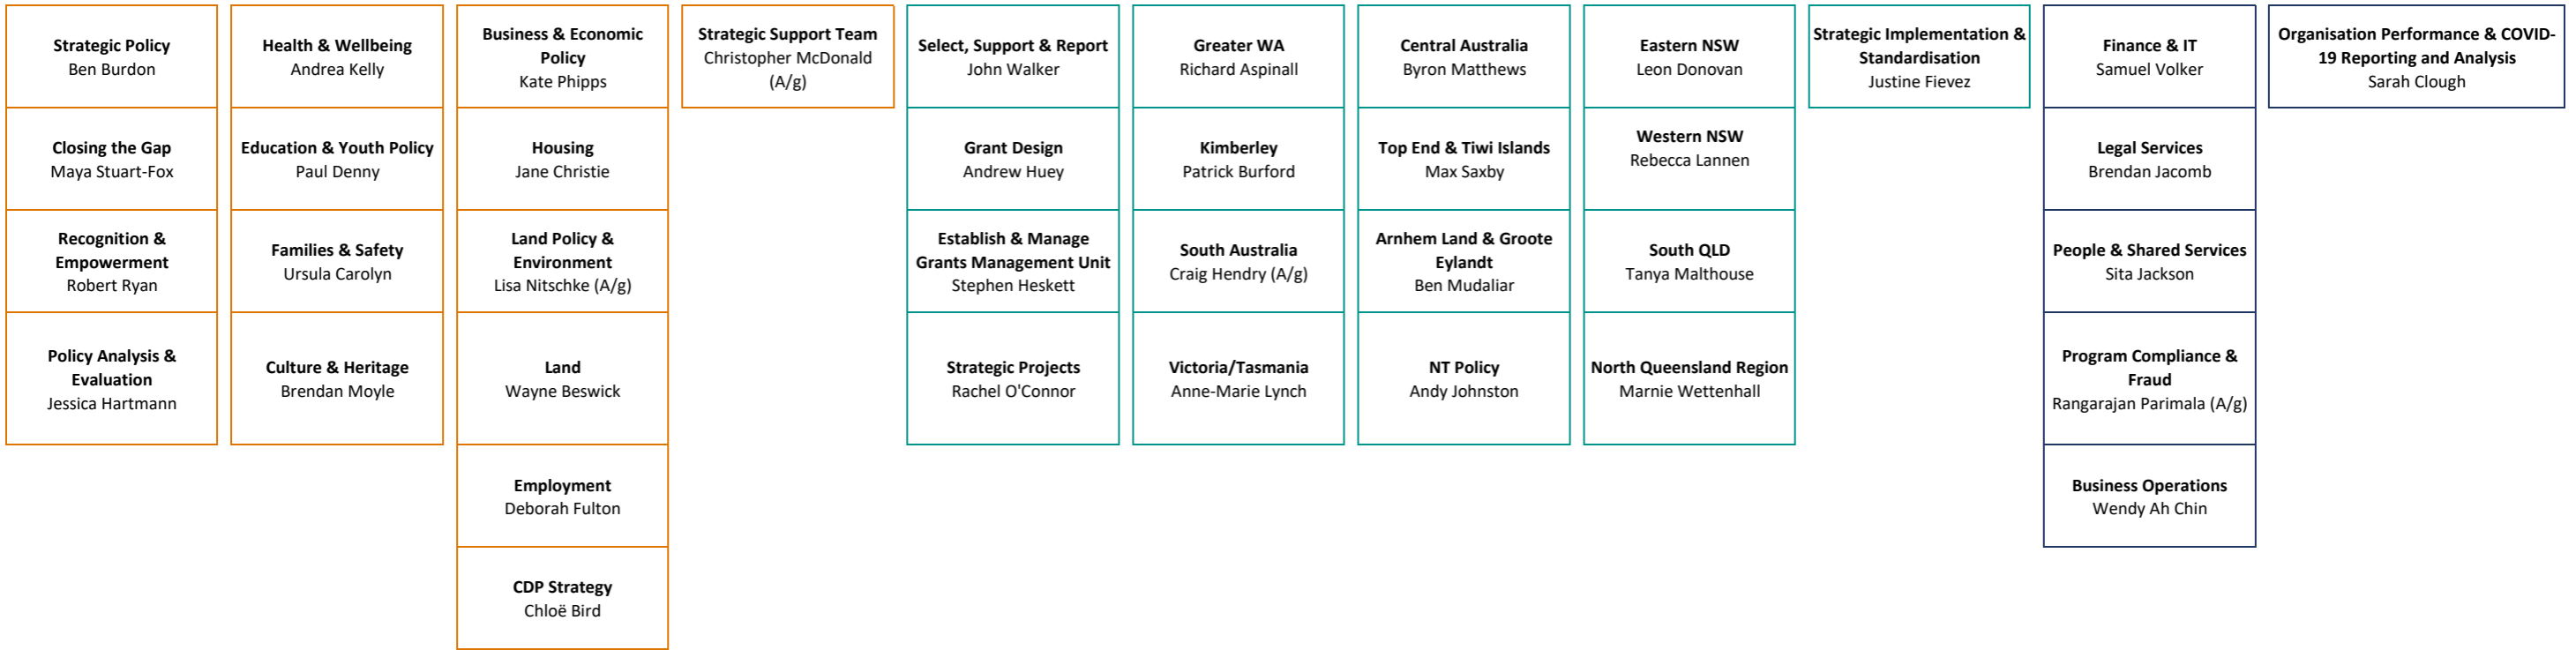 Strategic Policy
Ben Burdon
Closing the Gap
Maya Stuart-Fox
Recognition &
Empowerment
Robert Ryan
Policy Analysis &
Evaluation
Jessica Hartmann
Health & Wellbeing
Andrea Kelly
Education & Youth Policy
Paul Denny
Families & Safety
Ursula Carolyn
Culture & Heritage
Brendan Moyle
Business & Economic
Policy
Kate Phipps
Housing
Jane Christie
Land Policy &
Environment
Lisa Nitschke (A/g)
Land
Wayne Beswick
Employment
Deborah Fulton
CDP Strategy
Chloë Bird
Strategic Support Team
Christopher McDonald
(A/g)
Select, Support & Report
John Walker
Grant Design
Andrew Huey
Establish & Manage
Grants Management Unit
Stephen Heskett
Strategic Projects
Rachel O'Connor
Greater WA
Richard Aspinall
Kimberley
Patrick Burford
South Australia
Craig Hendry (A/g)
Victoria/Tasmania
Anne-Marie Lynch
Central Australia
Byron Matthews
Top End & Tiwi Islands
Max Saxby
Arnhem Land & Groote
Eylandt
Ben Mudaliar
NT Policy
Andy Johnston
Eastern NSW
Leon Donovan
Western NSW
Rebecca Lannen
South QLD
Tanya Malthouse
North Queensland Region
Marnie Wettenhall
Strategic Implementation &
Standardisation
Justine Fievez
Finance & IT
Samuel Volker
Legal Services
Brendan Jacomb
People & Shared Services
Sita Jackson
Program Compliance &
Fraud
Rangarajan Parimala (A/g)
Business Operations
Wendy Ah Chin
Organisation Performance & COVID-
19 Reporting and Analysis
Sarah Clough